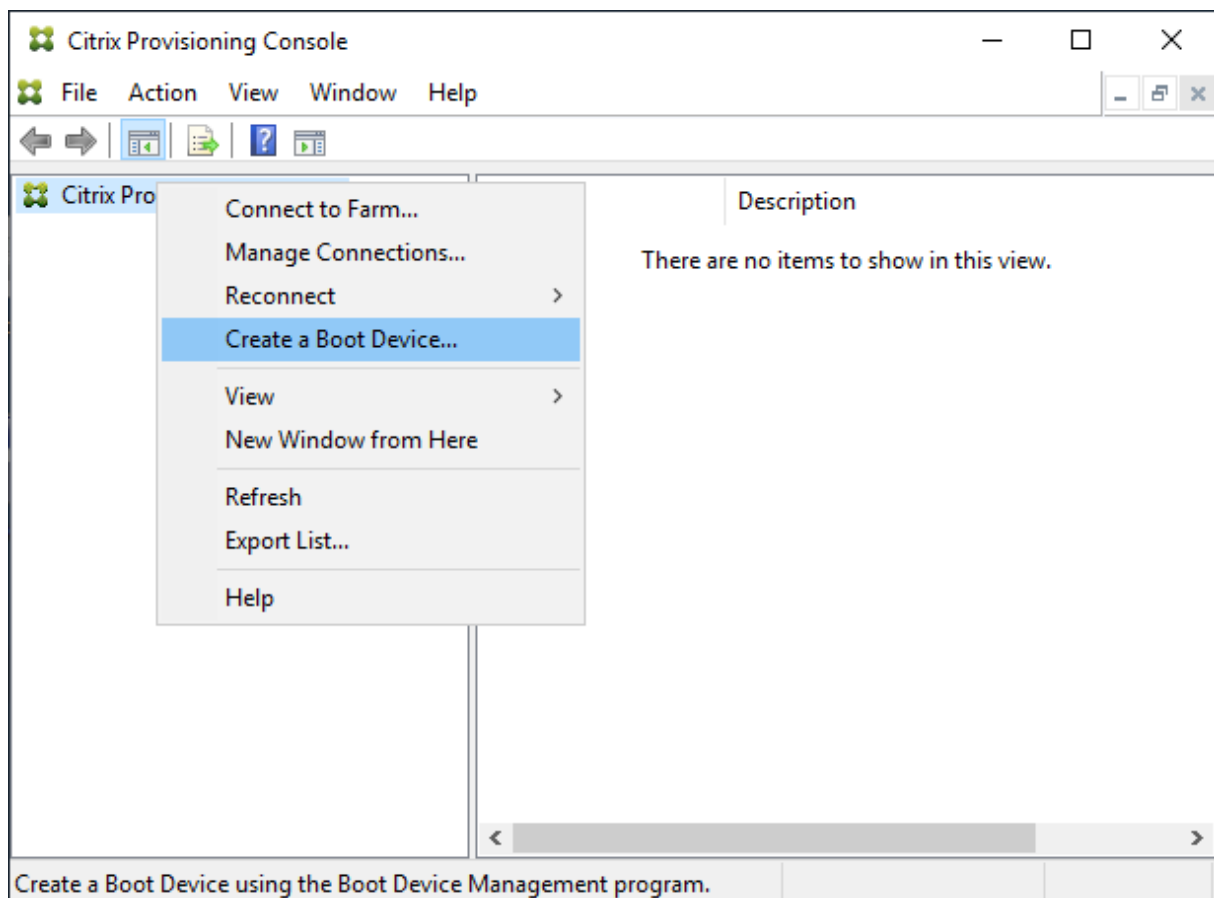 Citrix Provisioning Console
File Action View Window Help
Citrix Pro
Description
Connect to Farm...
There are no items to show in this view.
Manage Connections...
Reconnect
Create a Boot Device...
View
New Window from Here
Refresh
Export List...
Help
Create a Boot Device using the Boot Device Management program.